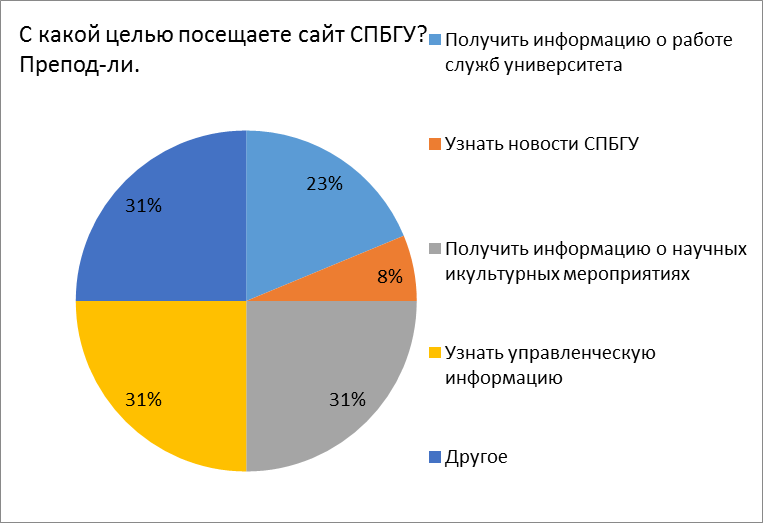 С какой целью посещаете сайт СПБГУ?
Препод-ли.
Получить информацию о работе
служб университета
Узнать новости СПБГУ
Получить информацию о научных
икультурных мероприятиях
Узнать управленческую
информацию
Другое
31%
23%
8%
31%
31%